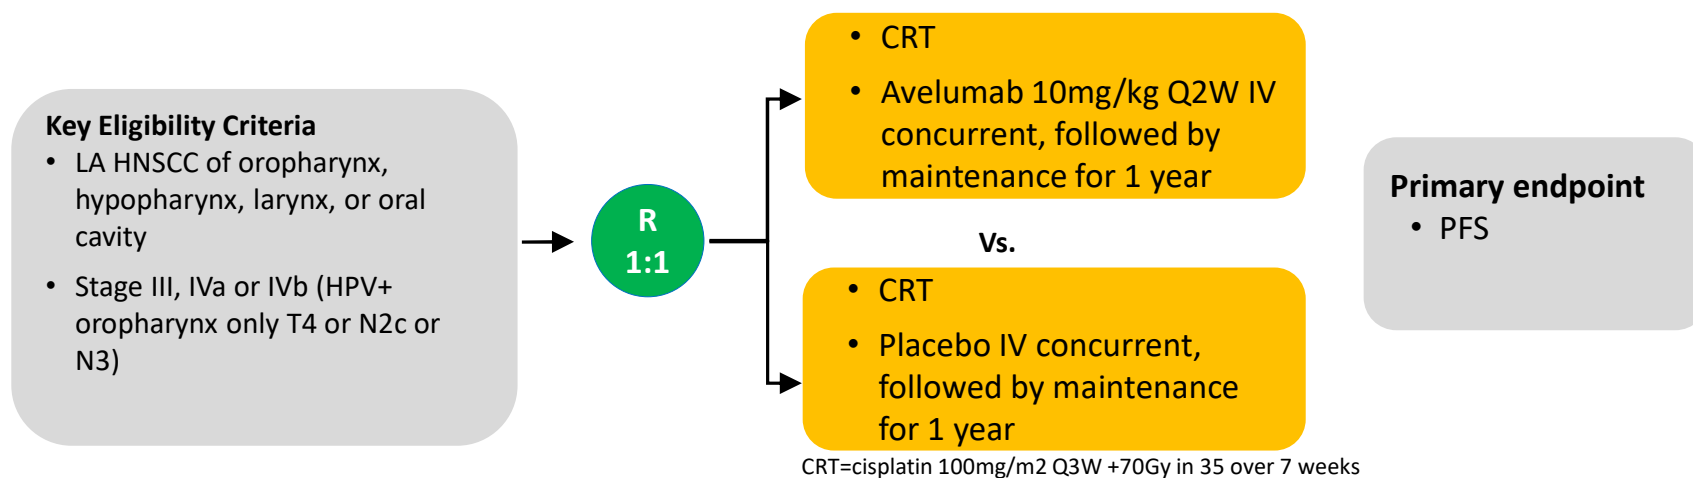 Key Eligibility Criteria
• LA HNSCC of oropharynx,
hypopharynx, larynx, or oral
cavity
• Stage III, IVa or IVb (HPV+
oropharynx only T4 or N2c or
N3)
R
1:1
• CRT
• Avelumab 10mg/kg Q2W IV
concurrent, followed by
maintenance for 1 year
Vs.
• CRT
• Placebo IV concurrent,
followed by maintenance
for 1 year
CRT=cisplatin 100mg/m2 Q3W +70Gy in 35 over 7 weeks
Primary endpoint
• PFS